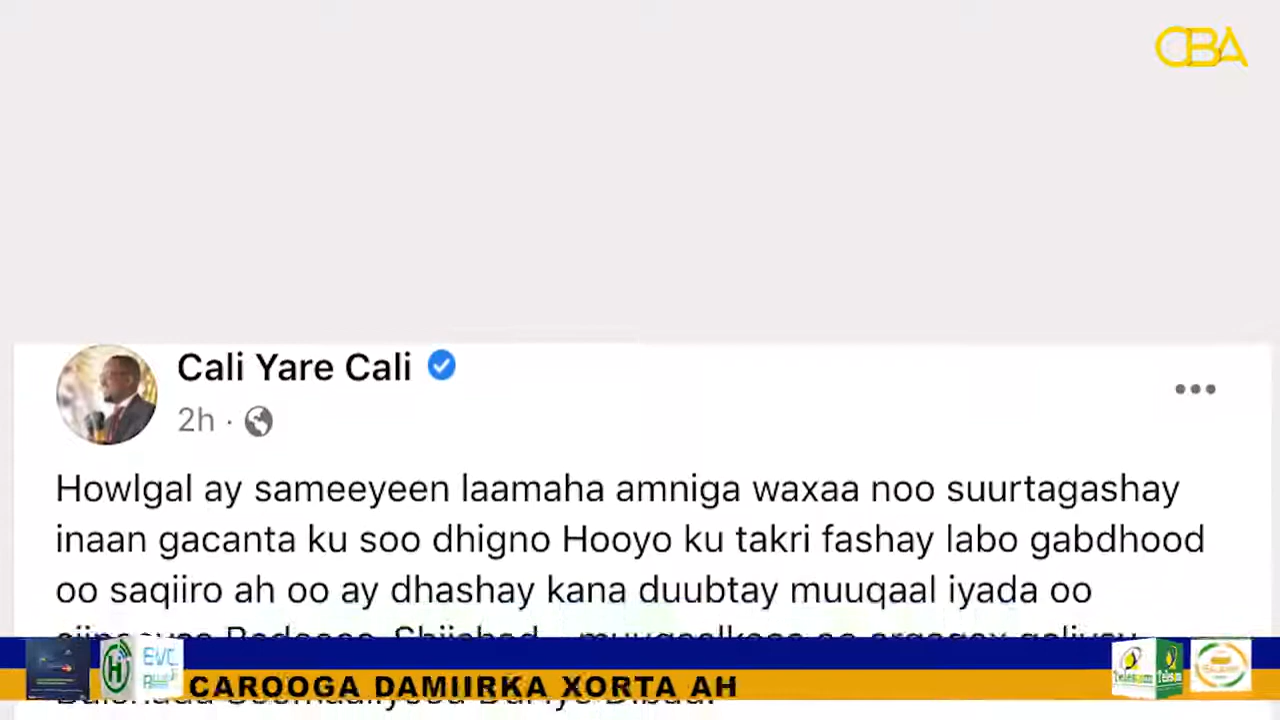 CBA
Cali Yare Cali
2h ·
Howlgal ay sameeyeen laamaha amniga waxaa noo suurtagashay
inaan gacanta ku soo dhigno Hooyo ku takri fashay labo gabdhood
oo saqiiro ah oo ay dhashay kana duubtay muuqaal iyada oo
CAROOGA DAMIIRKA XORTA AH
Telesom
Telesom